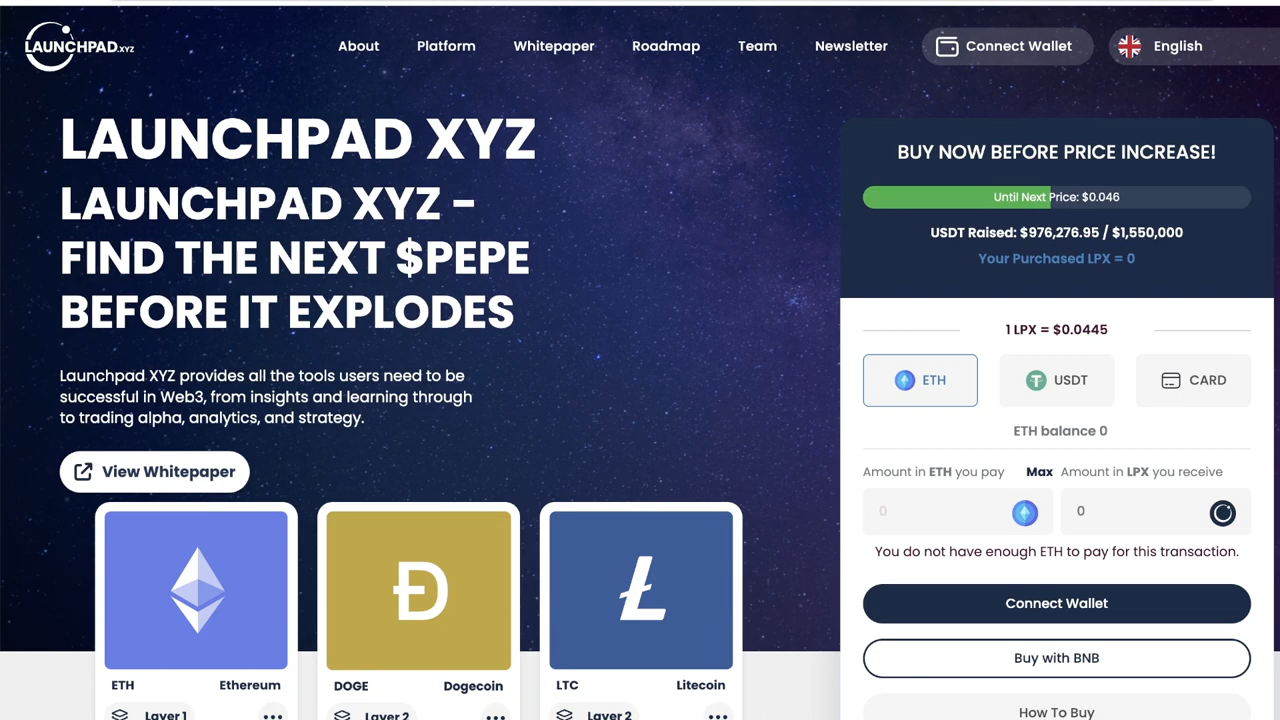 LAUNCHPAD.XYZ
About Platform Whitepaper Roadmap Team Newsletter Connect Wallet English
LAUNCHPAD XYZ
LAUNCHPAD XYZ -
FIND THE NEXT $PEPE
BEFORE IT EXPLODES
Launchpad XYZ provides all the tools users need to be
successful in Web3, from insights and learning through
to trading alpha, analytics, and strategy.
View Whitepaper
ETH Ethereum
Layer 1
DOGE Dogecoin
Layer 2
LTC Litecoin
Layer 2
BUY NOW BEFORE PRICE INCREASE!
Until Next Price: $0.046
USDT Raised: $976,276.95 / $1,550,000
Your Purchased LPX = 0
1 LPX = $0.0445
ETH USDT CARD
ETH balance 0
Amount in ETH you pay Max Amount in LPX you receive
0 0
You do not have enough ETH to pay for this transaction.
Connect Wallet
Buy with BNB
How To Buy